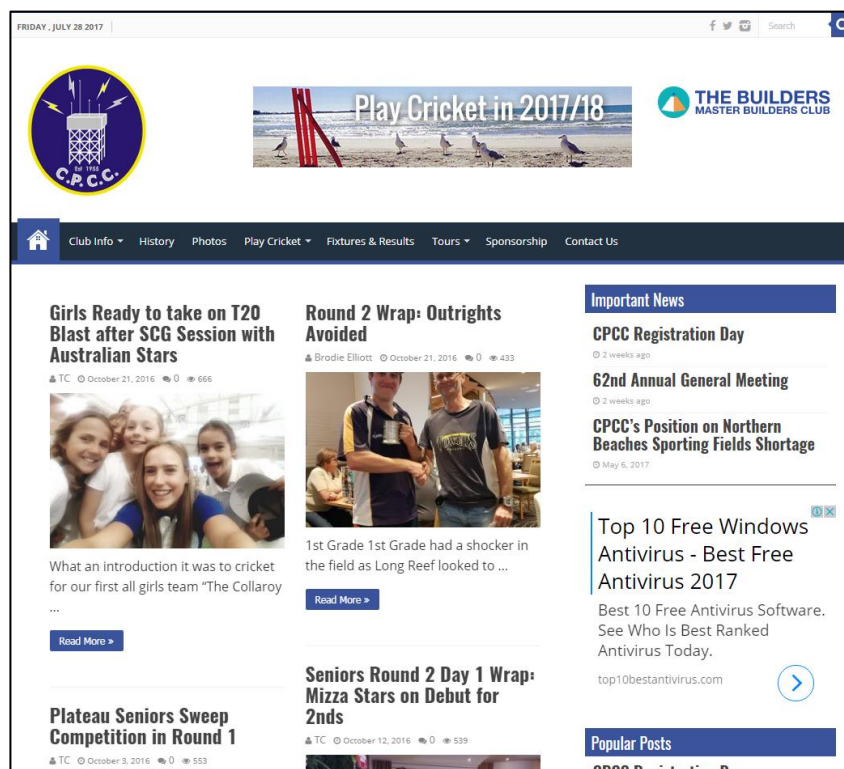 FRIDAY , JULY 28 2017
Search
Est 1955
C.P.C.C.
Play Cricket in 2017/18
THE BUILDERS
MASTER BUILDERS CLUB
Club Info
History
Photos
Play Cricket
Fixtures & Results
Tours
Sponsorship
Contact Us
Girls Ready to take on T20
Blast after SCG Session with
Australian Stars
TC October 21, 2016 0 666
What an introduction it was to cricket
for our first all girls team “The Collaroy
...
Read More »
Plateau Seniors Sweep
Competition in Round 1
TC October 3, 2016 0 553
Round 2 Wrap: Outrights
Avoided
Brodie Elliott October 21, 2016 0 433
1st Grade 1st Grade had a shocker in
the field as Long Reef looked to ...
Read More »
Seniors Round 2 Day 1 Wrap:
Mizza Stars on Debut for
2nds
TC October 12, 2016 0 539
Important News
CPCC Registration Day
2 weeks ago
62nd Annual General Meeting
2 weeks ago
CPCC’s Position on Northern
Beaches Sporting Fields Shortage
May 6, 2017
Top 10 Free Windows
Antivirus - Best Free
Antivirus 2017
Best 10 Free Antivirus Software.
See Who Is Best Ranked
Antivirus Today.
top10bestantivirus.com
Popular Posts
CPCC Registration Day